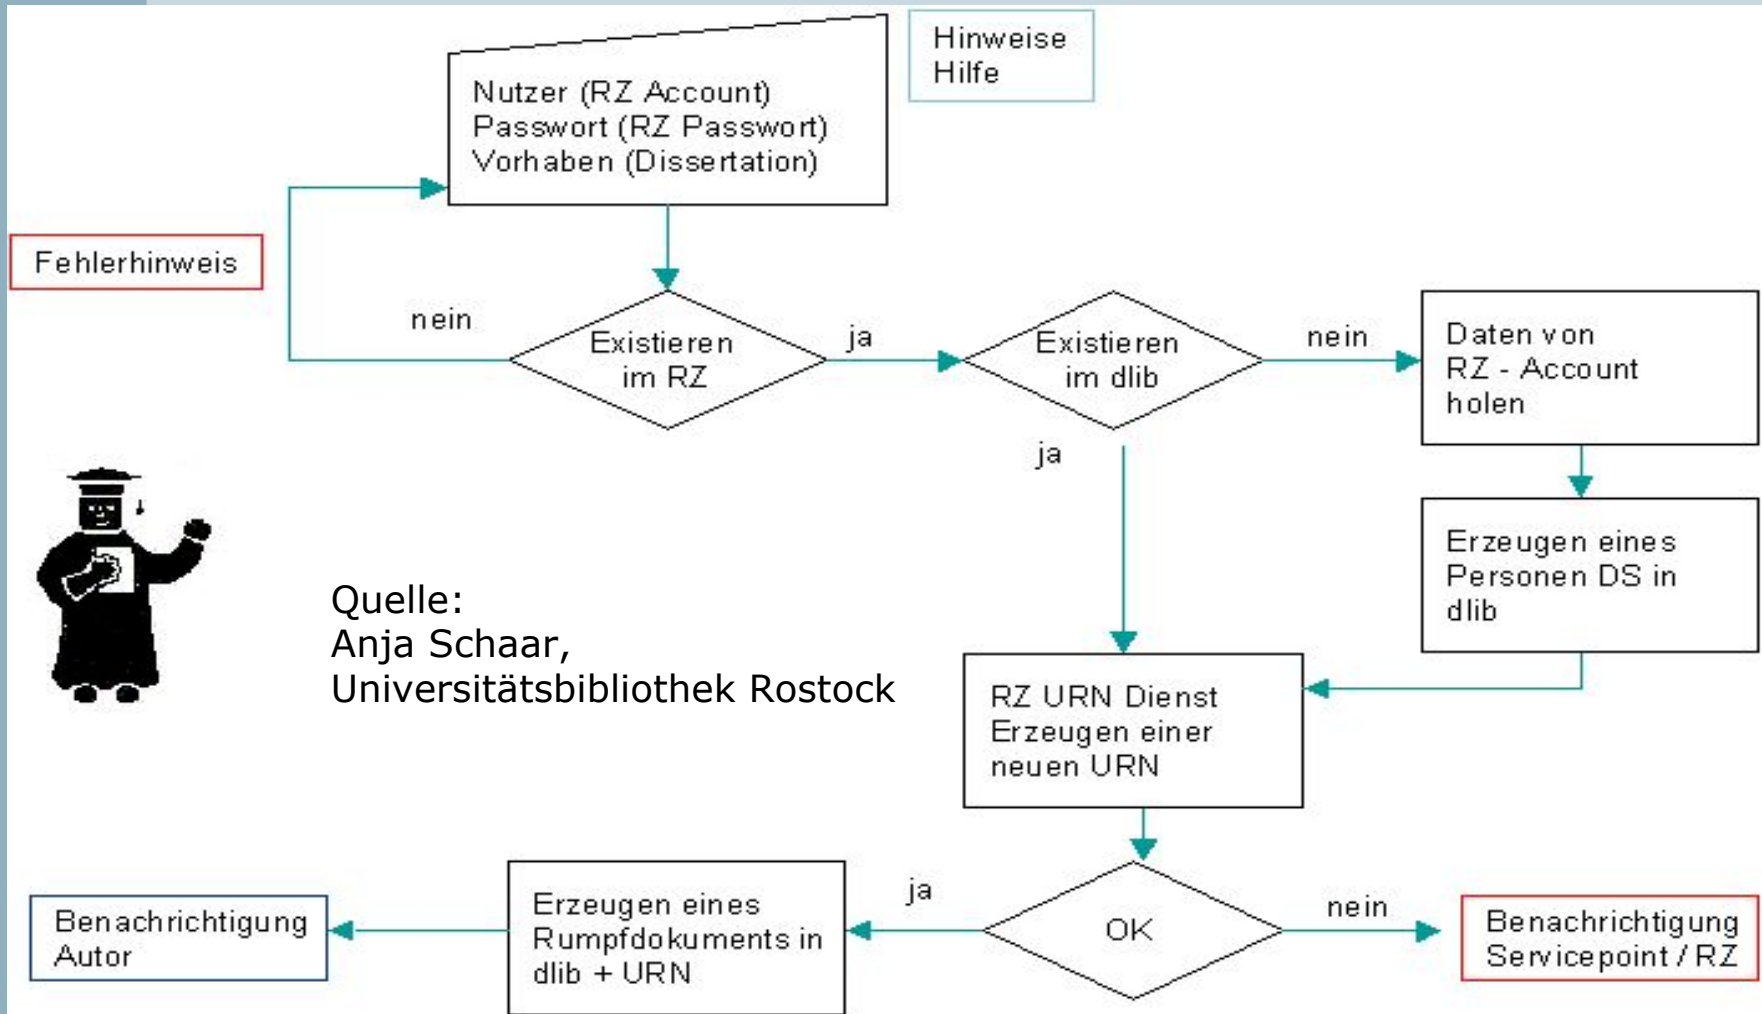 Hinweise
Hilfe
Nutzer (RZ Account)
Passwort (RZ Passwort)
Vorhaben (Dissertation)
Fehlerhinweis
nein
Existieren
im RZ
ja
Existieren
im dlib
nein
Daten von
RZ - Account
holen
ja
Erzeugen eines
Personen DS in
dlib
Quelle:
Anja Schaar,
Universitätsbibliothek Rostock
RZ URN Dienst
Erzeugen einer
neuen URN
Benachrichtigung
Autor
Erzeugen eines
Rumpfdokuments in
dlib + URN
ja
OK
nein
Benachrichtigung
Servicepoint / RZ